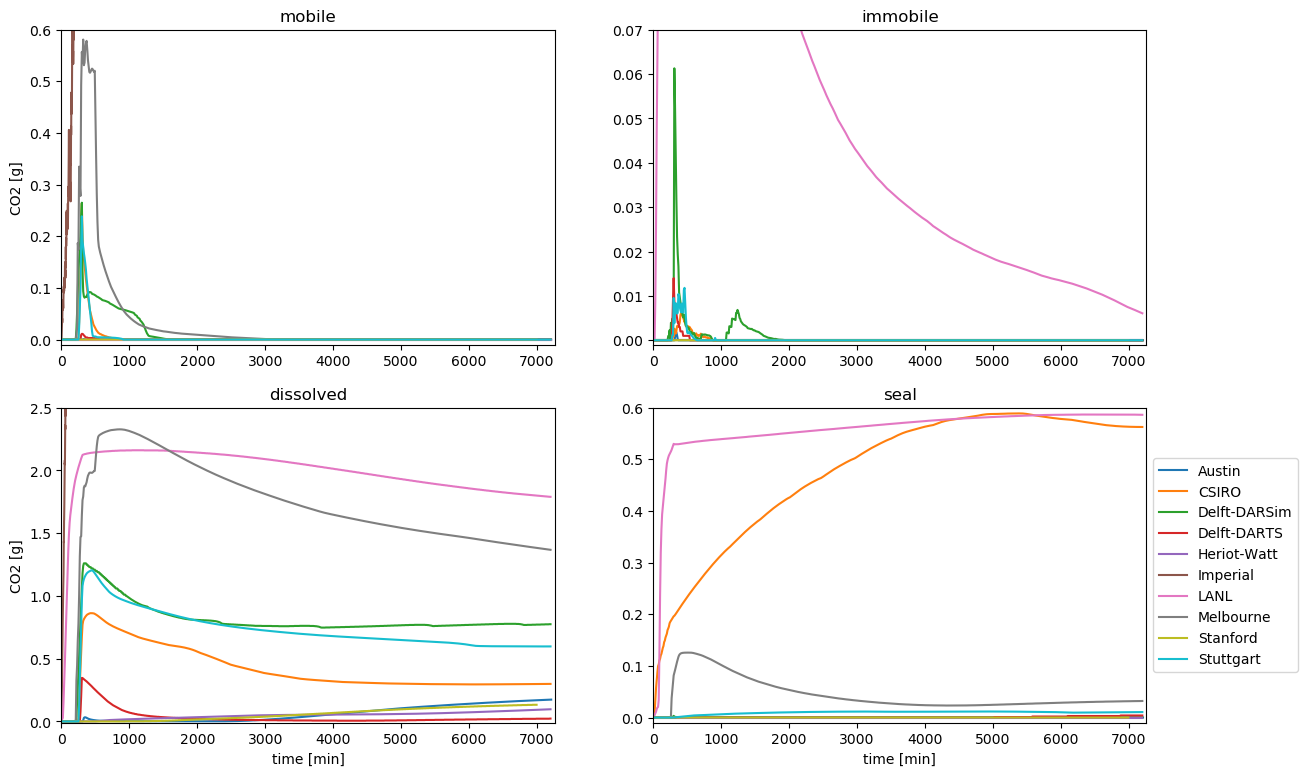 mobile
immobile
0.6
0.5
0.4
0.3
0.2
0.1
0.0
CO2 [g]
0 1000 2000 3000 4000 5000 6000 7000
0.07
0.06
0.05
0.04
0.03
0.02
0.01
0.00
0 1000 2000 3000 4000 5000 6000 7000
dissolved
seal
2.5
2.0
1.5
1.0
0.5
0.0
CO2 [g]
0 1000 2000 3000 4000 5000 6000 7000
time [min]
0.6
0.5
0.4
0.3
0.2
0.1
0.0
0 1000 2000 3000 4000 5000 6000 7000
time [min]
Austin
CSIRO
Delft-DARSim
Delft-DARTS
Heriot-Watt
Imperial
LANL
Melbourne
Stanford
Stuttgart